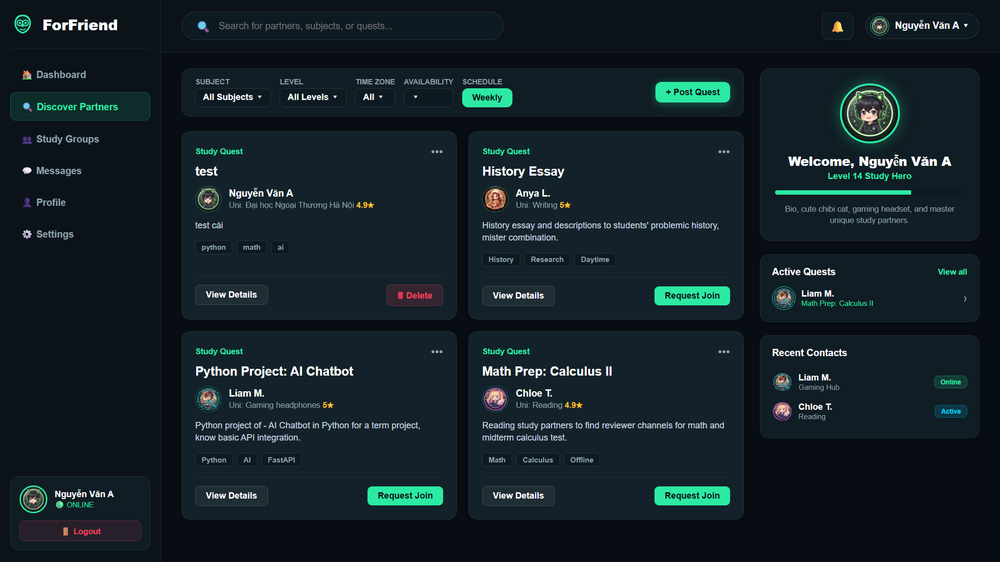 ForFriend
Search for partners, subjects, or quests...
Nguyễn Văn A
Dashboard
Discover Partners
Study Groups
Messages
Profile
Settings
Nguyễn Văn A
ONLINE
Logout
SUBJECT
All Subjects
LEVEL
All Levels
TIME ZONE
All
AVAILABILITY
SCHEDULE
Weekly
+ Post Quest
Study Quest
test
Nguyễn Văn A
Uni: Đại học Ngoại Thương Hà Nội 4.9★
test cái
python
math
ai
View Details
Delete
Study Quest
History Essay
Anya L.
Uni: Writing 5★
History essay and descriptions to students' problemic history,
mister combination.
History
Research
Daytime
View Details
Request Join
Study Quest
Python Project: AI Chatbot
Liam M.
Uni: Gaming headphones 5★
Python project of - AI Chatbot in Python for a term project,
know basic API integration.
Python
AI
FastAPI
View Details
Request Join
Study Quest
Math Prep: Calculus II
Chloe T.
Uni: Reading 4.9★
Reading study partners to find reviewer channels for math and
midterm calculus test.
Math
Calculus
Offline
View Details
Request Join
Welcome, Nguyễn Văn A
Level 14 Study Hero
Bio, cute chibi cat, gaming headset, and master
unique study partners.
Active Quests
View all
Liam M.
Math Prep: Calculus II
Recent Contacts
Liam M.
Gaming Hub
Online
Chloe T.
Reading
Active